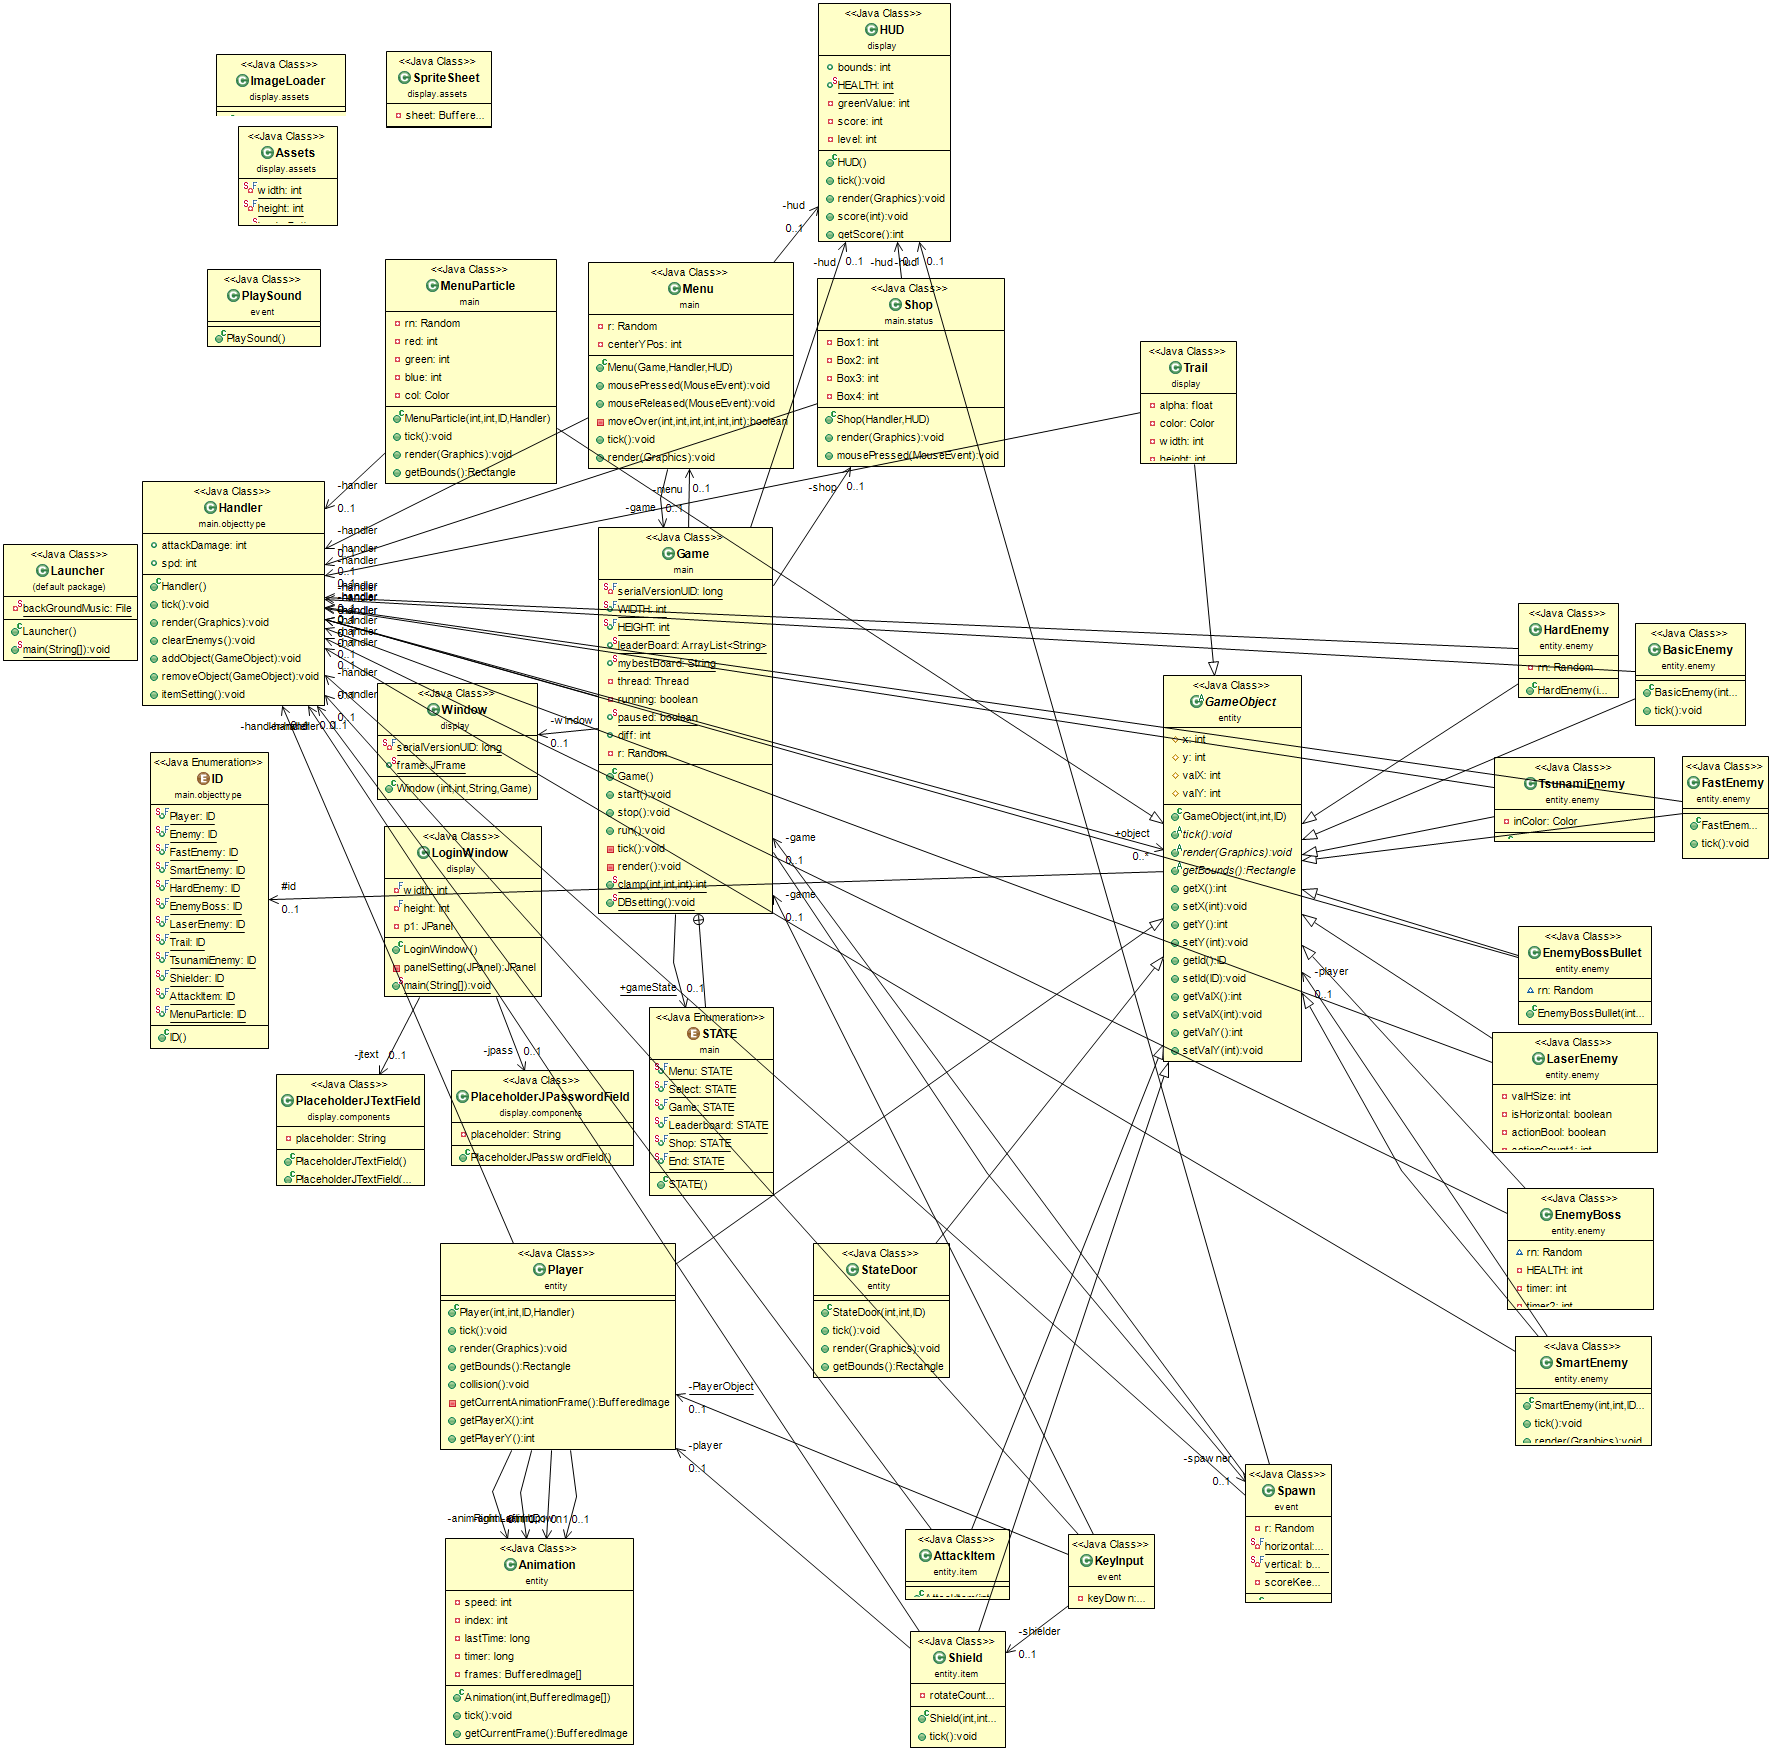 <<Java Class>>
HUD
display
bounds: int
HEALTH: int
greenValue: int
score: int
level: int
HUD()
tick():void
render(Graphics):void
score(int):void
getScore():int
<<Java Class>>
ImageLoader
display.assets
<<Java Class>>
SpriteSheet
display.assets
sheet: Buffere...
<<Java Class>>
Assets
display.assets
width: int
height: int
<<Java Class>>
PlaySound
event
PlaySound()
<<Java Class>>
MenuParticle
main
rn: Random
red: int
green: int
blue: int
col: Color
MenuParticle(int,int,ID,Handler)
tick():void
render(Graphics):void
getBounds():Rectangle
<<Java Class>>
Menu
main
r: Random
centerYPos: int
Menu(Game,Handler,HUD)
mousePressed(MouseEvent):void
mouseReleased(MouseEvent):void
moveOver(int,int,int,int,int,int):boolean
tick():void
render(Graphics):void
-hud
0..1
-hud
0..1
-hud
-hud
0..1
<<Java Class>>
Shop
main.status
Box1: int
Box2: int
Box3: int
Box4: int
Shop(Handler,HUD)
render(Graphics):void
mousePressed(MouseEvent):void
<<Java Class>>
Trail
display
alpha: float
color: Color
width: int
height: int
-menu
0..1
-game
0..1
-shop
0..1
<<Java Class>>
Handler
main.objecttype
attackDamage: int
spd: int
Handler()
tick():void
render(Graphics):void
clearEnemys():void
addObject(GameObject):void
removeObject(GameObject):void
itemSetting():void
-handler
0..1
-handler
-handler
-handler
0..1
-handler
-handler
-handler
-handler
0..1
0..1
-handler
-handler
0..1
<<Java Class>>
Launcher
(default package)
backGroundMusic: File
Launcher()
main(String[]):void
<<Java Class>>
Game
main
serialVersionUID: long
WIDTH: int
HEIGHT: int
leaderBoard: ArrayList<String>
mybestBoard: String
thread: Thread
running: boolean
paused: boolean
diff: int
r: Random
Game()
start():void
stop():void
run():void
tick():void
render():void
clamp(int,int,int):int
DBsetting():void
<<Java Class>>
Window
display
serialVersionUID: long
frame: JFrame
Window(int,int,String,Game)
-window
0..1
<<Java Class>>
LoginWindow
display
width: int
height: int
p1: JPanel
LoginWindow()
panelSetting(JPanel):JPanel
main(String[]):void
<<Java Enumeration>>
ID
main.objecttype
Player: ID
Enemy: ID
FastEnemy: ID
SmartEnemy: ID
HardEnemy: ID
EnemyBoss: ID
LaserEnemy: ID
Trail: ID
TsunamiEnemy: ID
Shielder: ID
AttackItem: ID
MenuParticle: ID
ID()
#id
0..1
<<Java Class>>
GameObject
entity
x: int
y: int
valX: int
valY: int
GameObject(int,int,ID)
tick():void
render(Graphics):void
getBounds():Rectangle
getX():int
setX(int):void
getY():int
setY(int):void
getId():ID
setId(ID):void
getValX():int
setValX(int):void
getValY():int
setValY(int):void
+object
0..*
-game
0..1
-game
0..1
-player
0..1
<<Java Class>>
HardEnemy
entity.enemy
rn: Random
HardEnemy(i...
<<Java Class>>
BasicEnemy
entity.enemy
BasicEnemy(int...
tick():void
<<Java Class>>
TsunamiEnemy
entity.enemy
inColor: Color
<<Java Class>>
FastEnemy
entity.enemy
FastEnem...
tick():void
<<Java Class>>
EnemyBossBullet
entity.enemy
rn: Random
EnemyBossBullet(int...
<<Java Class>>
LaserEnemy
entity.enemy
valHSize: int
isHorizontal: boolean
actionBool: boolean
actionCount1: int
<<Java Class>>
EnemyBoss
entity.enemy
rn: Random
HEALTH: int
timer: int
timer2: int
<<Java Class>>
SmartEnemy
entity.enemy
SmartEnemy(int,int,ID...
tick():void
render(Graphics):void
+gameState
0..1
<<Java Enumeration>>
STATE
main
Menu: STATE
Select: STATE
Game: STATE
Leaderboard: STATE
Shop: STATE
End: STATE
STATE()
-jtext
0..1
-jpass
0..1
<<Java Class>>
PlaceholderJTextField
display.components
placeholder: String
PlaceholderJTextField()
PlaceholderJTextField(...
<<Java Class>>
PlaceholderJPasswordField
display.components
placeholder: String
PlaceholderJPasswordField()
<<Java Class>>
Player
entity
Player(int,int,ID,Handler)
tick():void
render(Graphics):void
getBounds():Rectangle
collision():void
getCurrentAnimationFrame():BufferedImage
getPlayerX():int
getPlayerY():int
<<Java Class>>
StateDoor
entity
StateDoor(int,int,ID)
tick():void
render(Graphics):void
getBounds():Rectangle
-PlayerObject
0..1
-player
0..1
-spawner
0..1
<<Java Class>>
Spawn
event
r: Random
horizontal:...
vertical: b...
scoreKee...
<<Java Class>>
Animation
entity
speed: int
index: int
lastTime: long
timer: long
frames: BufferedImage[]
Animation(int,BufferedImage[])
tick():void
getCurrentFrame():BufferedImage
0..1
<<Java Class>>
AttackItem
entity.item
AttackItem(int
<<Java Class>>
KeyInput
event
keyDown:...
-shielder
0..1
<<Java Class>>
Shield
entity.item
rotateCount...
Shield(int,int...
tick():void